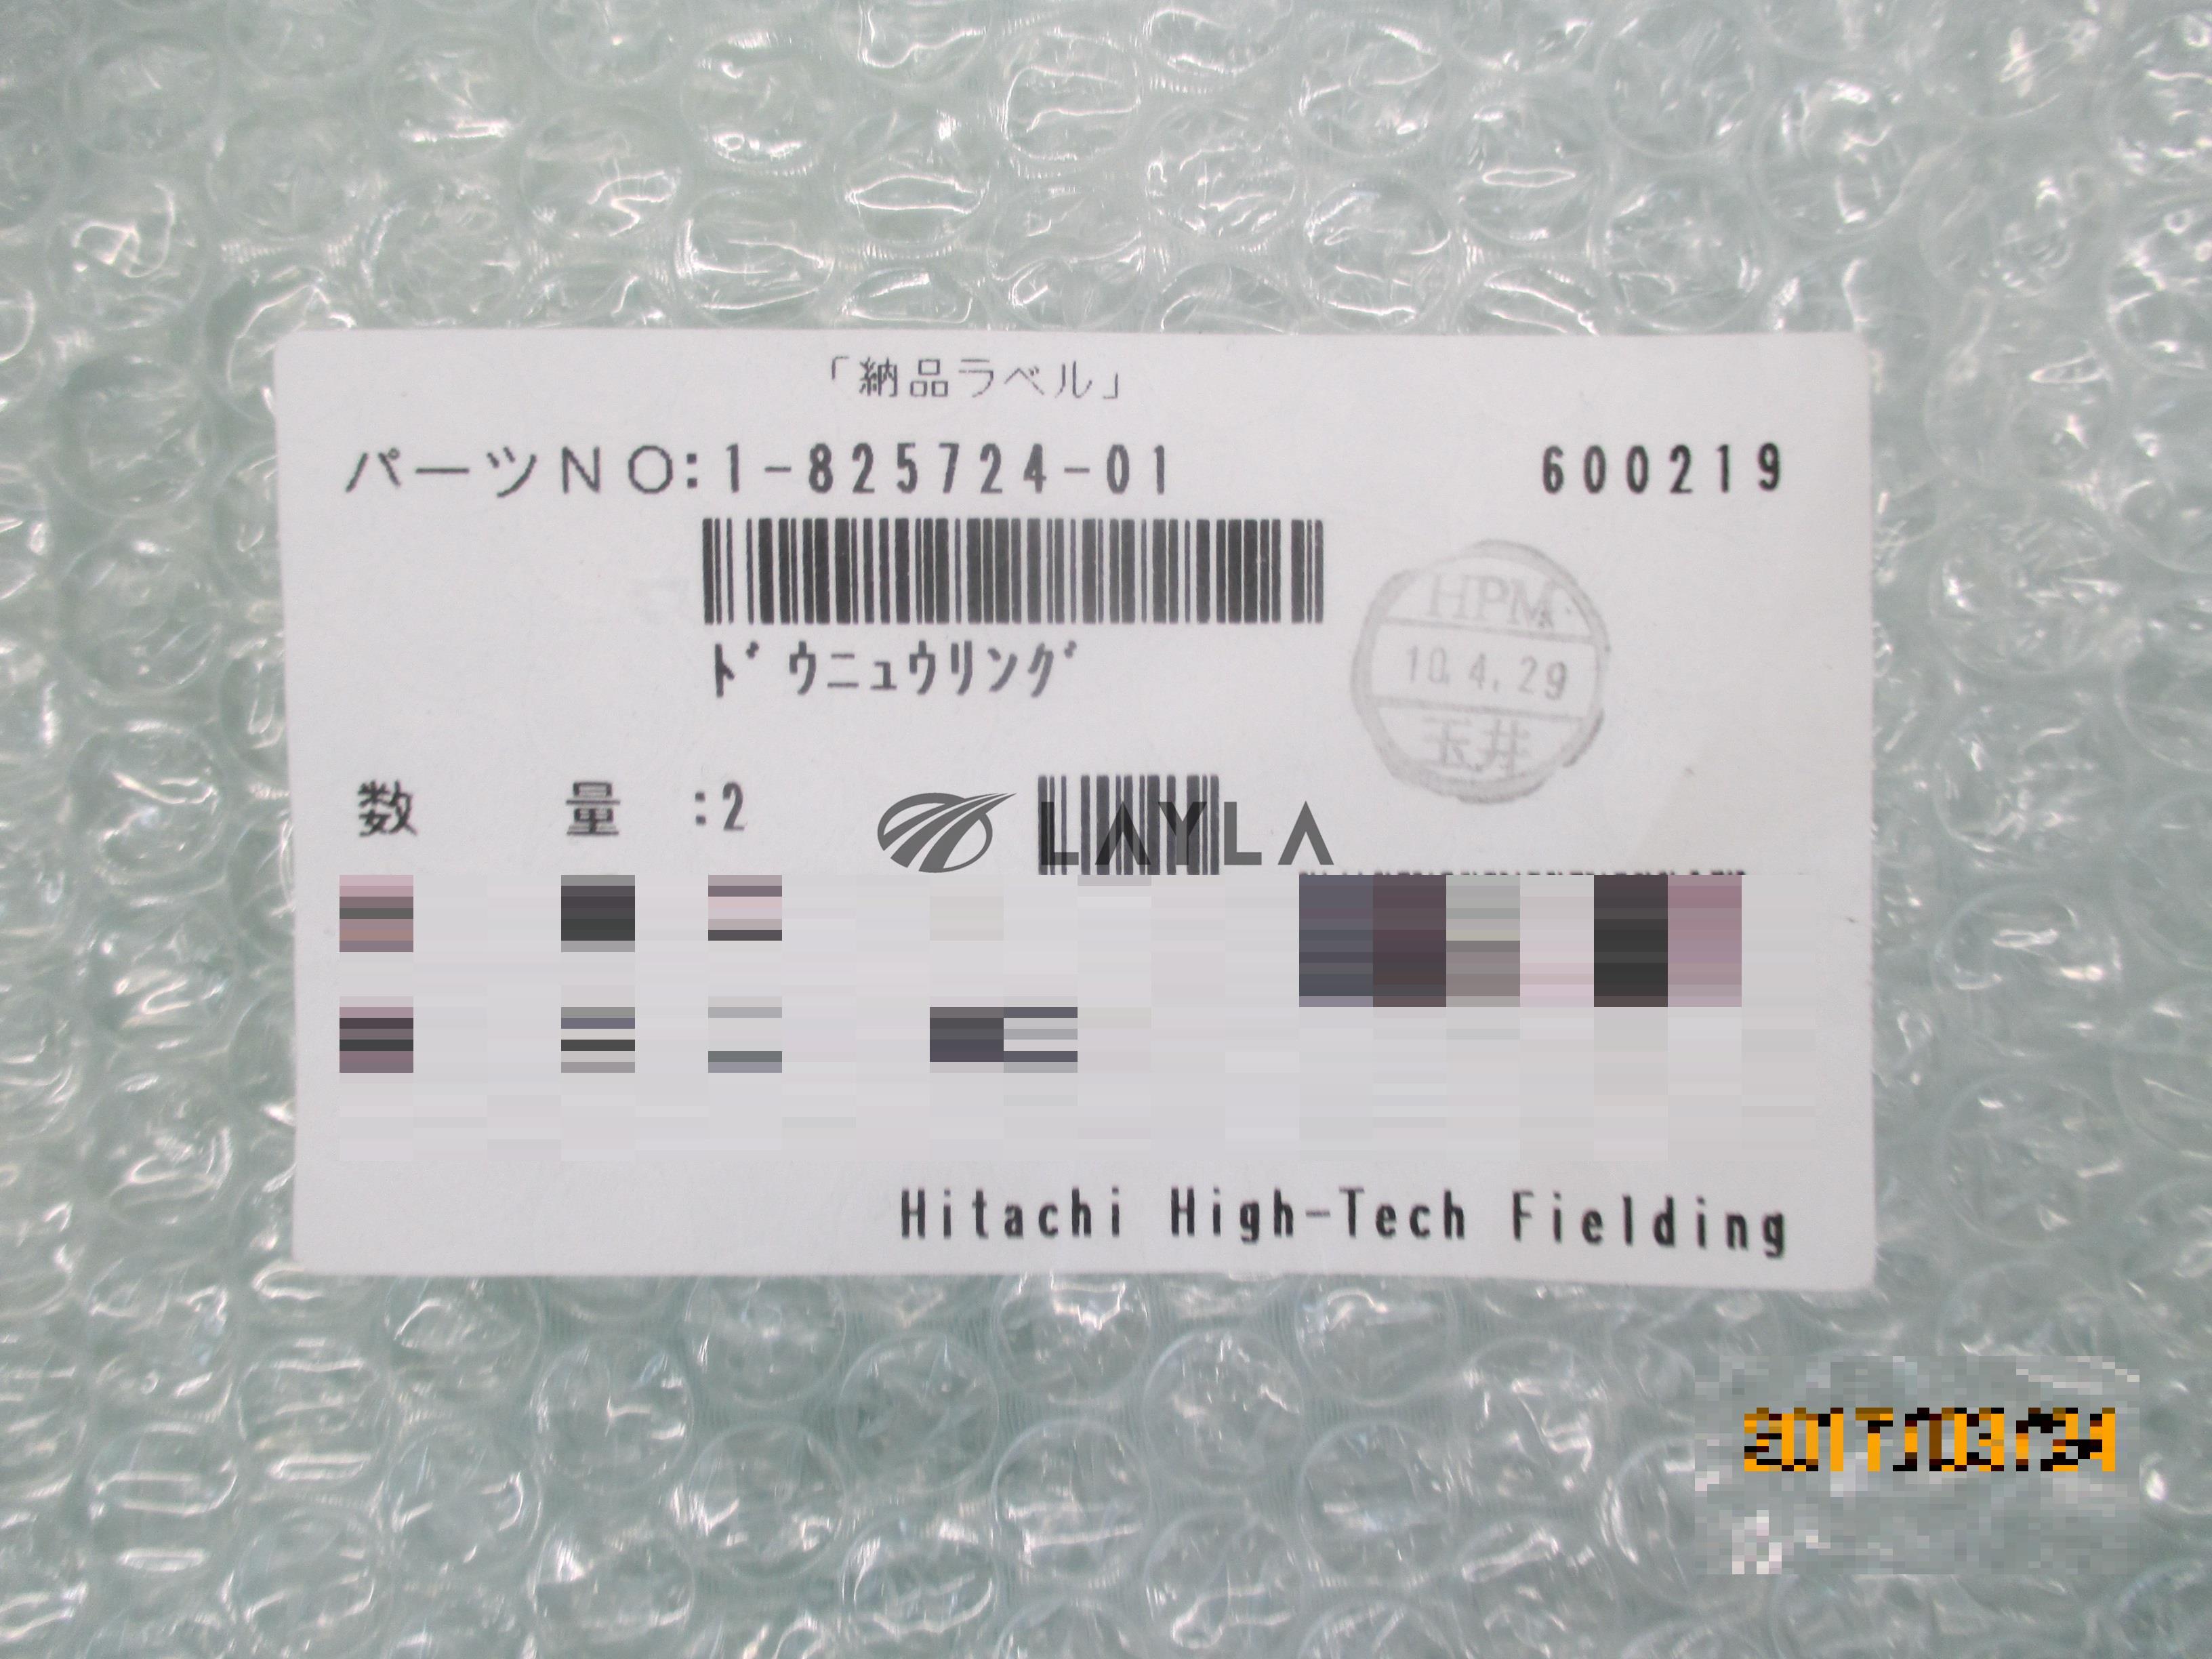 「納品ラベル」
パーツNO:1-825724-01 600219
ﾄﾞｳﾆｭｳﾘﾝｸﾞ
HPM
10.4.29
玉井
数 量 :2
LAYLA
Hitachi High-Tech Fielding